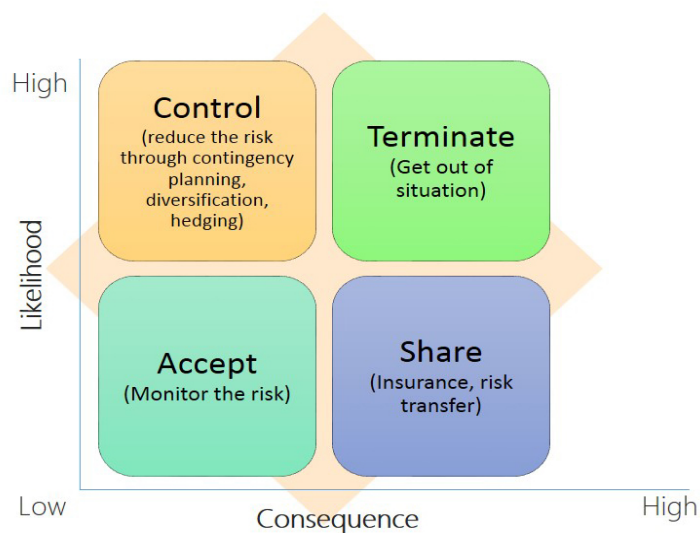 High
Control
(reduce the risk
through contingency
planning,
diversification,
hedging)
Terminate
(Get out of
situation)
Likelihood
Accept
(Monitor the risk)
Share
(Insurance, risk
transfer)
Low
Consequence
High